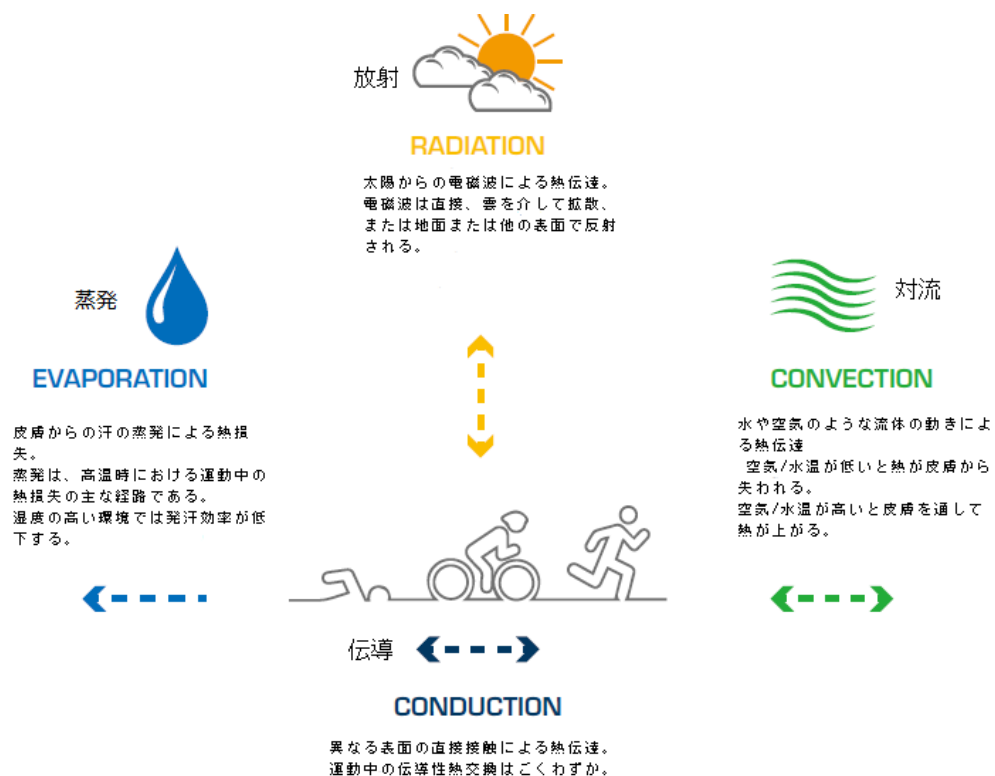 放射
RADIATION
太陽からの電磁波による熱伝達。
電磁波は直接、雲を介して拡散、
または地面または他の表面で反射
される。
蒸発
EVAPORATION
皮膚からの汗の蒸発による熱損
失。
蒸発は、高温時における運動中の
熱損失の主な経路である。
湿度の高い環境では発汗効率が低
下する。
対流
CONVECTION
水や空気のような流体の動きによ
る熱伝達
空気/水温が低いと熱が皮膚から
失われる。
空気/水温が高いと皮膚を通して
熱が上がる。
伝導
CONDUCTION
異なる表面の直接接触による熱伝達。
運動中の伝導性熱交換はごくわずか。